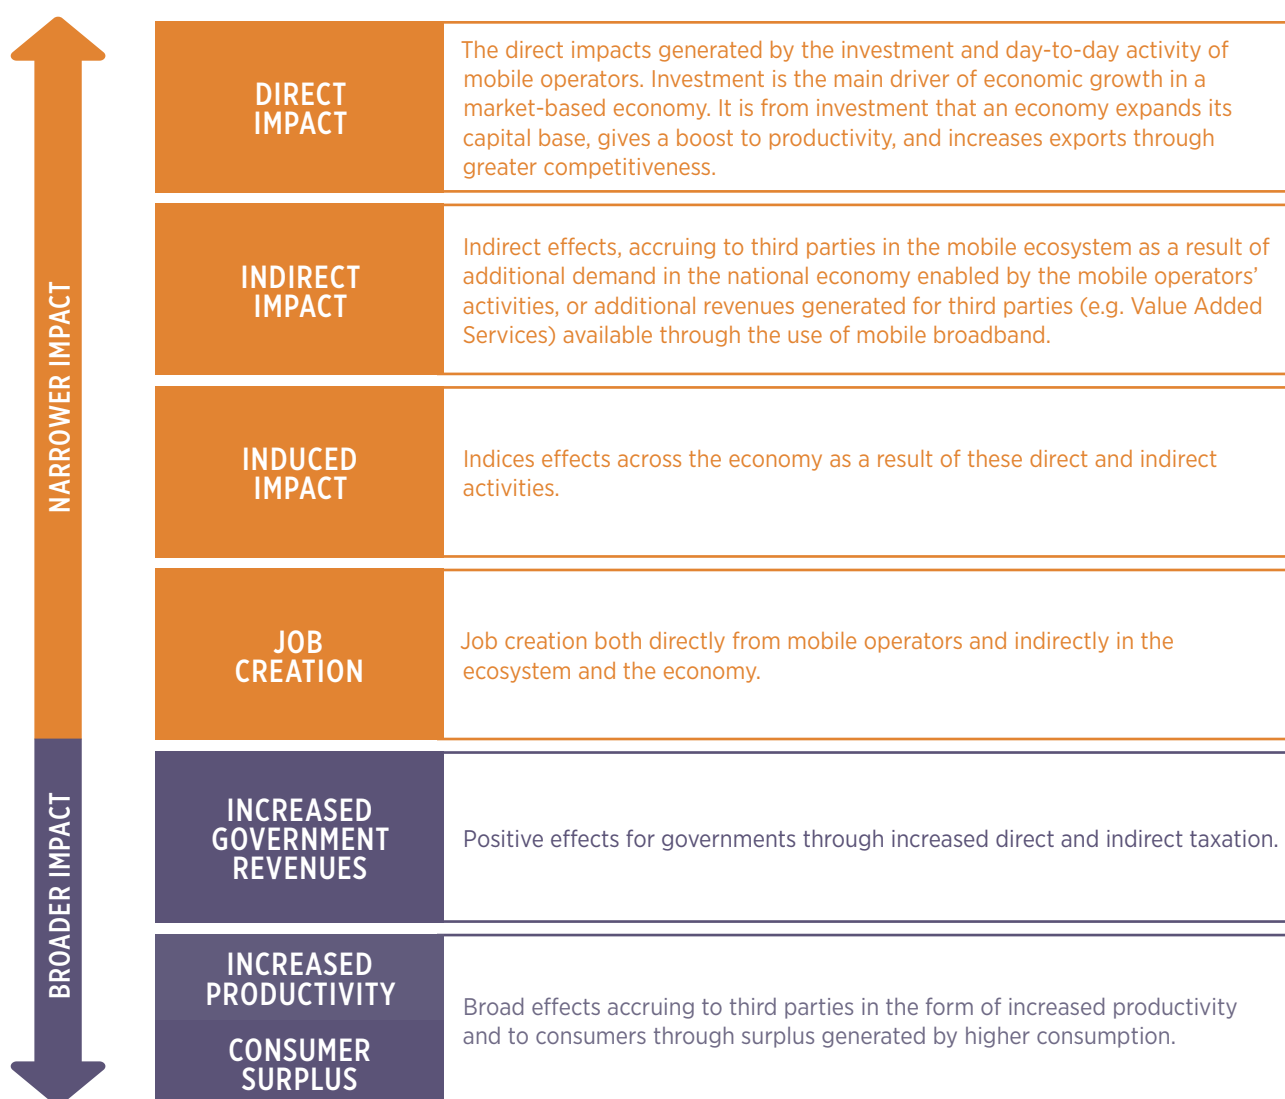 NARROWER IMPACT
BROADER IMPACT
DIRECT
IMPACT
The direct impacts generated by the investment and day-to-day activity of
mobile operators. Investment is the main driver of economic growth in a
market-based economy. It is from investment that an economy expands its
capital base, gives a boost to productivity, and increases exports through
greater competitiveness.
INDIRECT
IMPACT
Indirect effects, accruing to third parties in the mobile ecosystem as a result of
additional demand in the national economy enabled by the mobile operators’
activities, or additional revenues generated for third parties (e.g. Value Added
Services) available through the use of mobile broadband.
INDUCED
IMPACT
Indices effects across the economy as a result of these direct and indirect
activities.
JOB
CREATION
Job creation both directly from mobile operators and indirectly in the
ecosystem and the economy.
INCREASED
GOVERNMENT
REVENUES
Positive effects for governments through increased direct and indirect taxation.
INCREASED
PRODUCTIVITY
CONSUMER
SURPLUS
Broad effects accruing to third parties in the form of increased productivity
and to consumers through surplus generated by higher consumption.